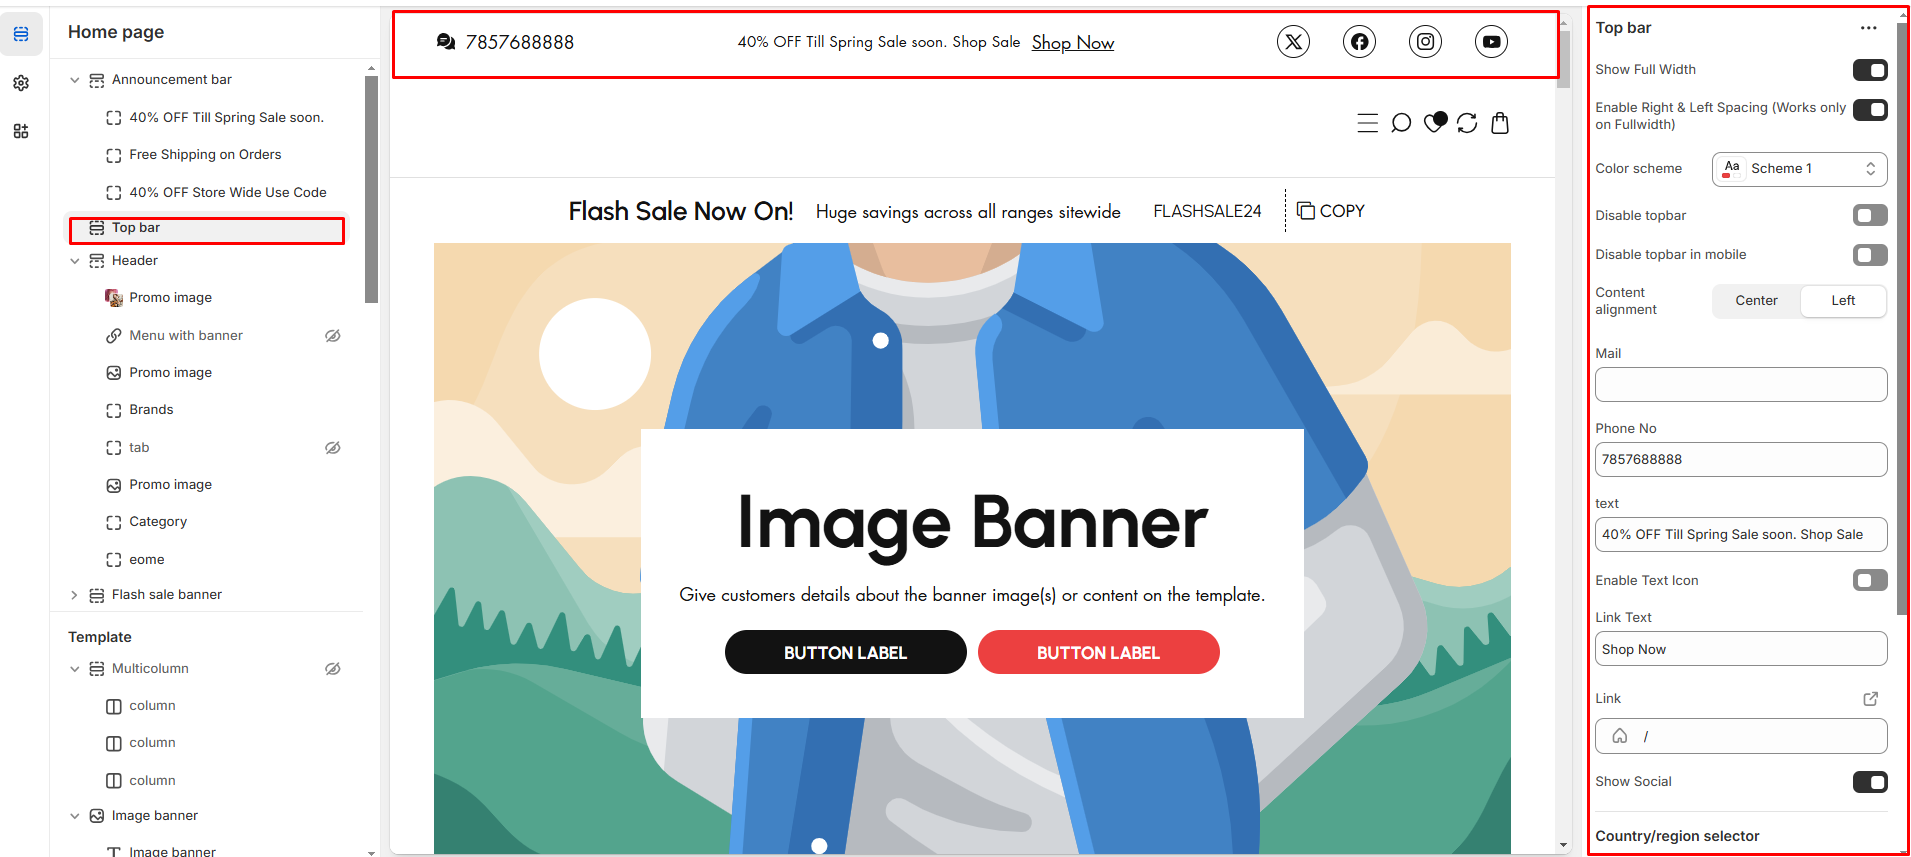 Home page
Announcement bar
40% OFF Till Spring Sale soon.
Free Shipping on Orders
40% OFF Store Wide Use Code
Top bar
Header
Promo image
Menu with banner
Promo image
Brands
tab
Promo image
Category
eome
Flash sale banner
Template
Multicolumn
column
column
column
Image banner
Image banner
7857688888
40% OFF Till Spring Sale soon. Shop Sale Shop Now
Flash Sale Now On! Huge savings across all ranges sitewide FLASHSALE24 COPY
Image Banner
Give customers details about the banner image(s) or content on the template.
BUTTON LABEL BUTTON LABEL
Top bar
Show Full Width
Enable Right & Left Spacing (Works only
on Fullwidth)
Color scheme Aa Scheme 1
Disable topbar
Disable topbar in mobile
Content
alignment
Center Left
Mail
Phone No
7857688888
text
40% OFF Till Spring Sale soon. Shop Sale
Enable Text Icon
Link Text
Shop Now
Link
/
Show Social
Country/region selector